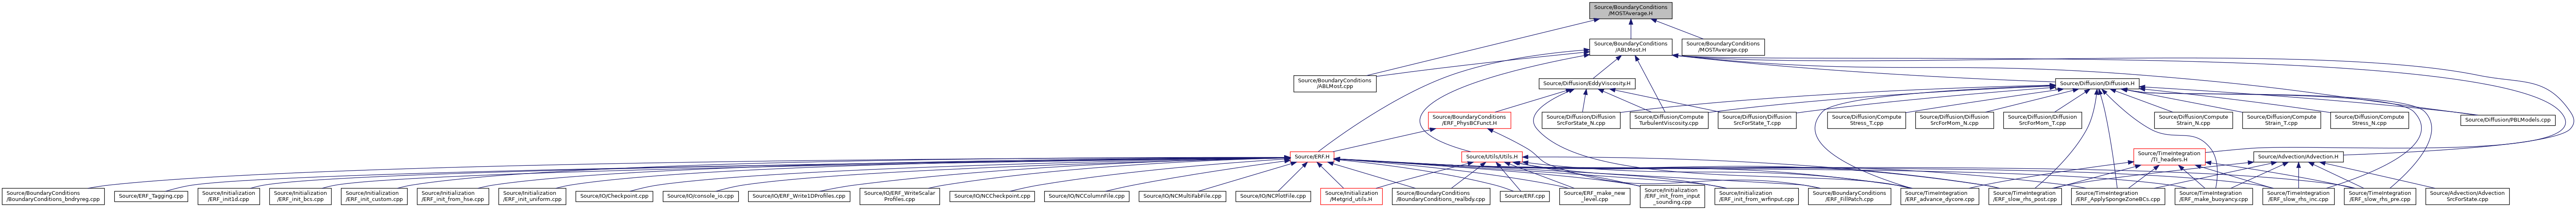 Source/BoundaryConditions
/MOSTAverage.H
Source/BoundaryConditions
/ABLMost.H
Source/BoundaryConditions
/MOSTAverage.cpp
Source/BoundaryConditions
/ABLMost.cpp
Source/Diffusion/EddyViscosity.H
Source/Diffusion/Diffusion.H
Source/BoundaryConditions
/ERF_PhysBCFunct.H
Source/Diffusion/Diffusion
SrcForState_N.cpp
Source/Diffusion/Compute
TurbulentViscosity.cpp
Source/Diffusion/Diffusion
SrcForState_T.cpp
Source/Diffusion/Compute
Stress_T.cpp
Source/Diffusion/Diffusion
SrcForMom_N.cpp
Source/Diffusion/Diffusion
SrcForMom_T.cpp
Source/Diffusion/Compute
Strain_N.cpp
Source/Diffusion/Compute
Strain_T.cpp
Source/Diffusion/Compute
Stress_N.cpp
Source/Diffusion/PBLModels.cpp
Source/ERF.H
Source/Utils/Utils.H
Source/TimeIntegration
/TI_headers.H
Source/Advection/Advection.H
Source/BoundaryConditions
/BoundaryConditions_bndryreg.cpp
Source/ERF_Tagging.cpp
Source/Initialization
/ERF_init1d.cpp
Source/Initialization
/ERF_init_bcs.cpp
Source/Initialization
/ERF_init_custom.cpp
Source/Initialization
/ERF_init_from_hse.cpp
Source/Initialization
/ERF_init_uniform.cpp
Source/IO/Checkpoint.cpp
Source/IO/console_io.cpp
Source/IO/ERF_Write1DProfiles.cpp
Source/IO/ERF_WriteScalar
Profiles.cpp
Source/IO/NCCheckpoint.cpp
Source/IO/NCColumnFile.cpp
Source/IO/NCMultiFabFile.cpp
Source/IO/NCPlotFile.cpp
Source/Initialization
/Metgrid_utils.H
Source/BoundaryConditions
/BoundaryConditions_realbdy.cpp
Source/ERF.cpp
Source/ERF_make_new
_level.cpp
Source/Initialization
/ERF_init_from_input
_sounding.cpp
Source/Initialization
/ERF_init_from_wrfinput.cpp
Source/BoundaryConditions
/ERF_FillPatch.cpp
Source/TimeIntegration
/ERF_advance_dycore.cpp
Source/TimeIntegration
/ERF_slow_rhs_post.cpp
Source/TimeIntegration
/ERF_ApplySpongeZoneBCs.cpp
Source/TimeIntegration
/ERF_make_buoyancy.cpp
Source/TimeIntegration
/ERF_slow_rhs_inc.cpp
Source/TimeIntegration
/ERF_slow_rhs_pre.cpp
Source/Advection/Advection
SrcForState.cpp